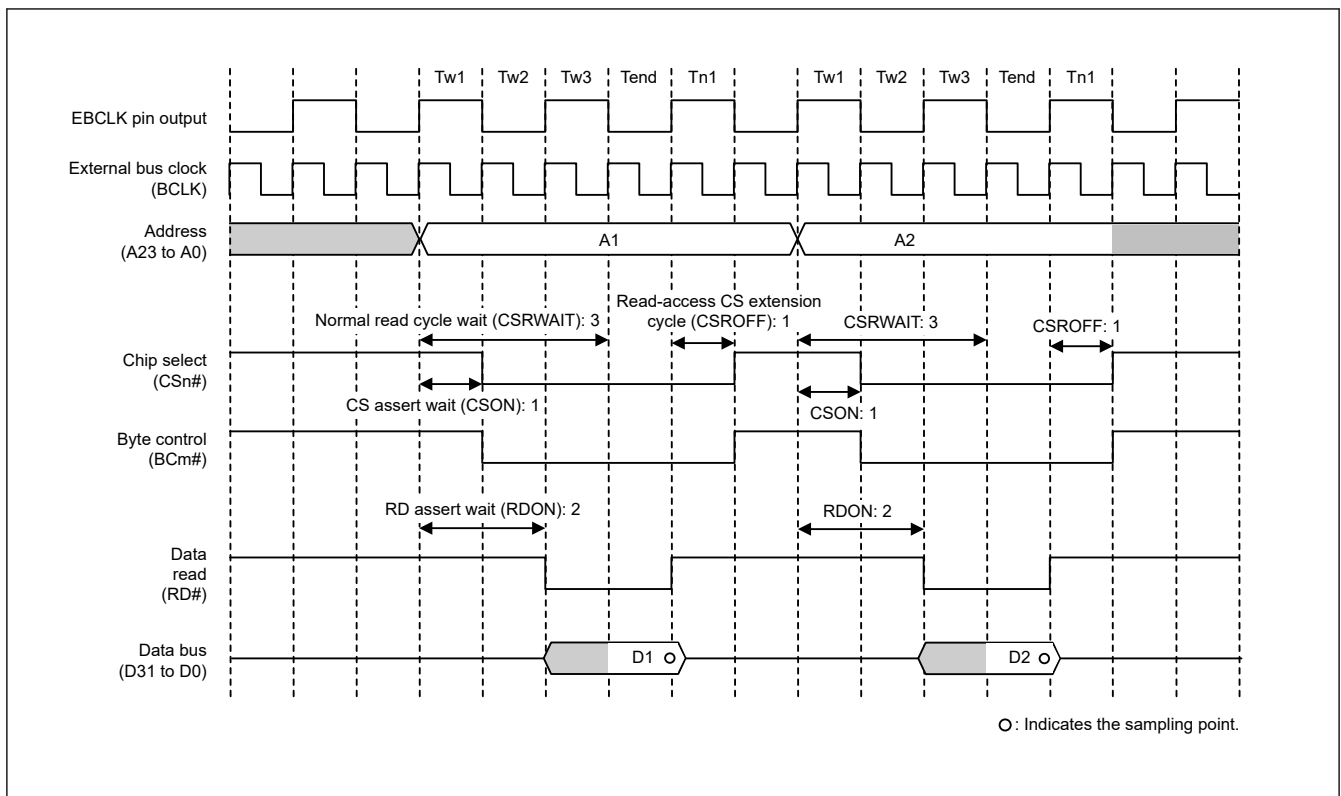 Tw1 Tw2 Tw3 Tend Tn1 Tw1 Tw2 Tw3 Tend Tn1
EBCLK pin output
External bus clock
(BCLK)
Address
(A23 to A0)
A1 A2
Read-access CS extension
cycle (CSROFF): 1
Normal read cycle wait (CSRWAIT): 3
CSRWAIT: 3
CSROFF: 1
Chip select
(CSn#)
CS assert wait (CSON): 1
CSON: 1
Byte control
(BCm#)
RD assert wait (RDON): 2
RDON: 2
Data
read
(RD#)
Data bus
(D31 to D0)
D1 D2
: Indicates the sampling point.